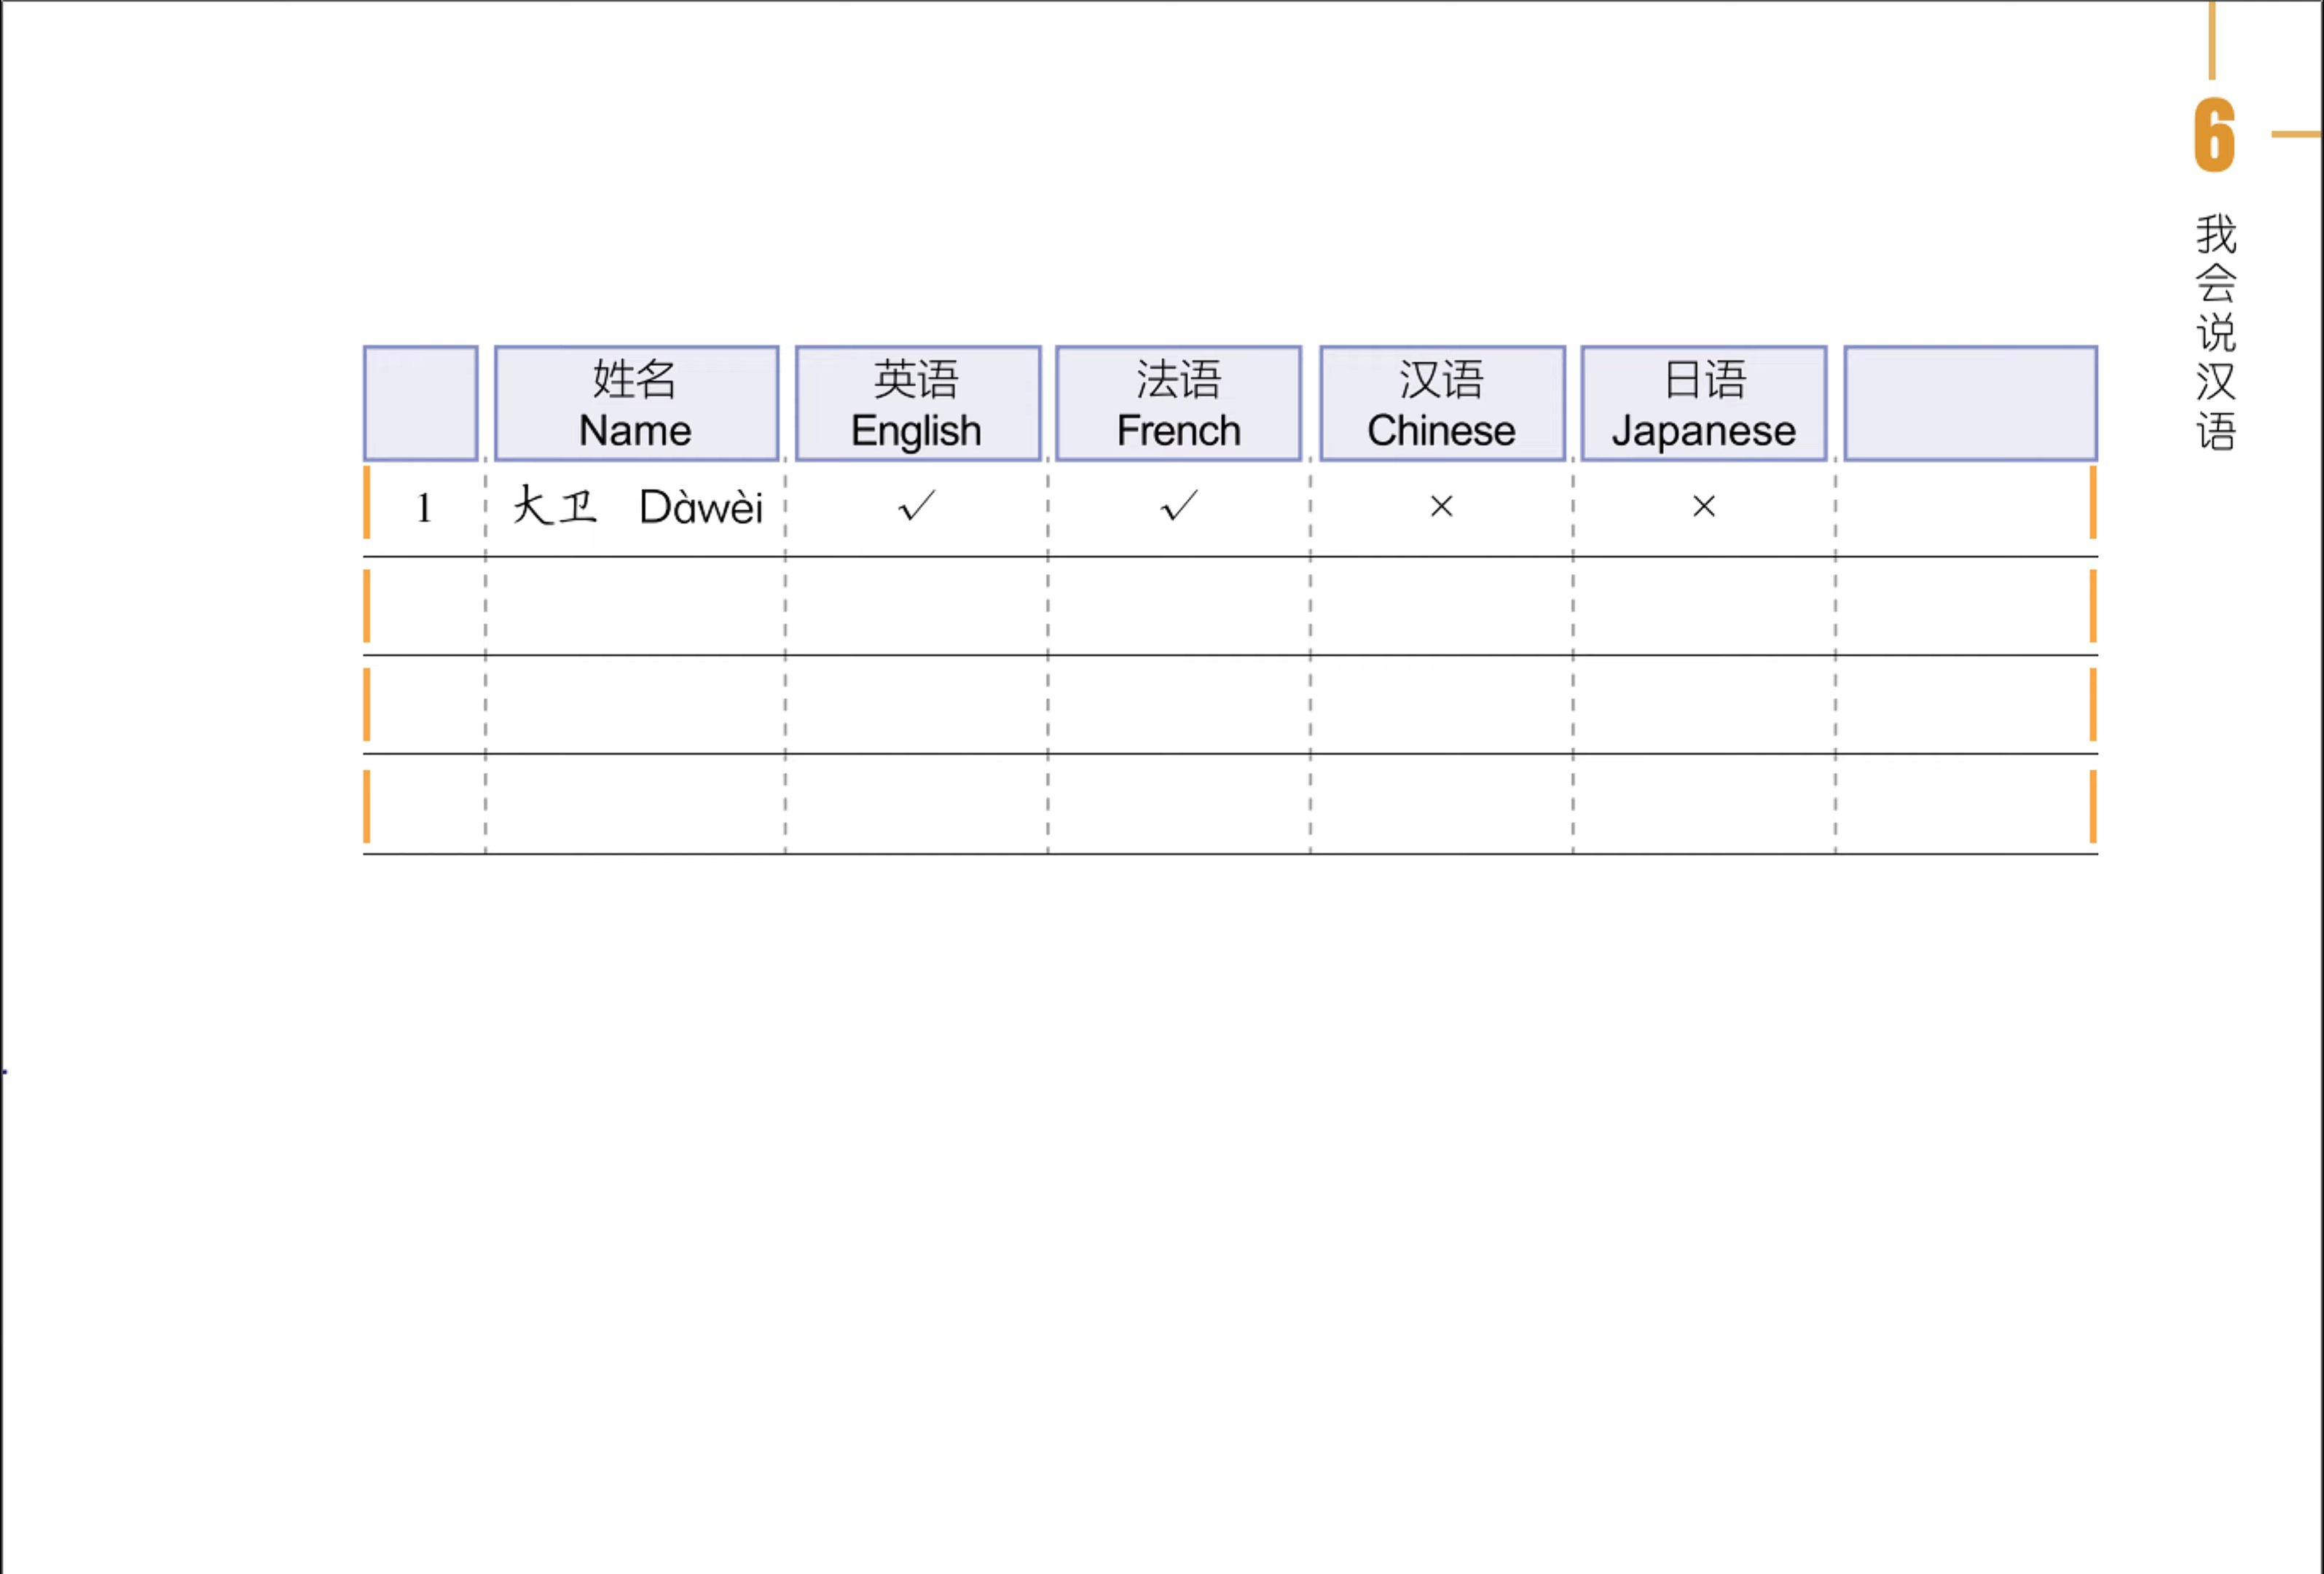 6
我会说汉语
姓名 英语 法语 汉语 日语
Name English French Chinese Japanese
1 大卫 Dàwèi √ √ × ×